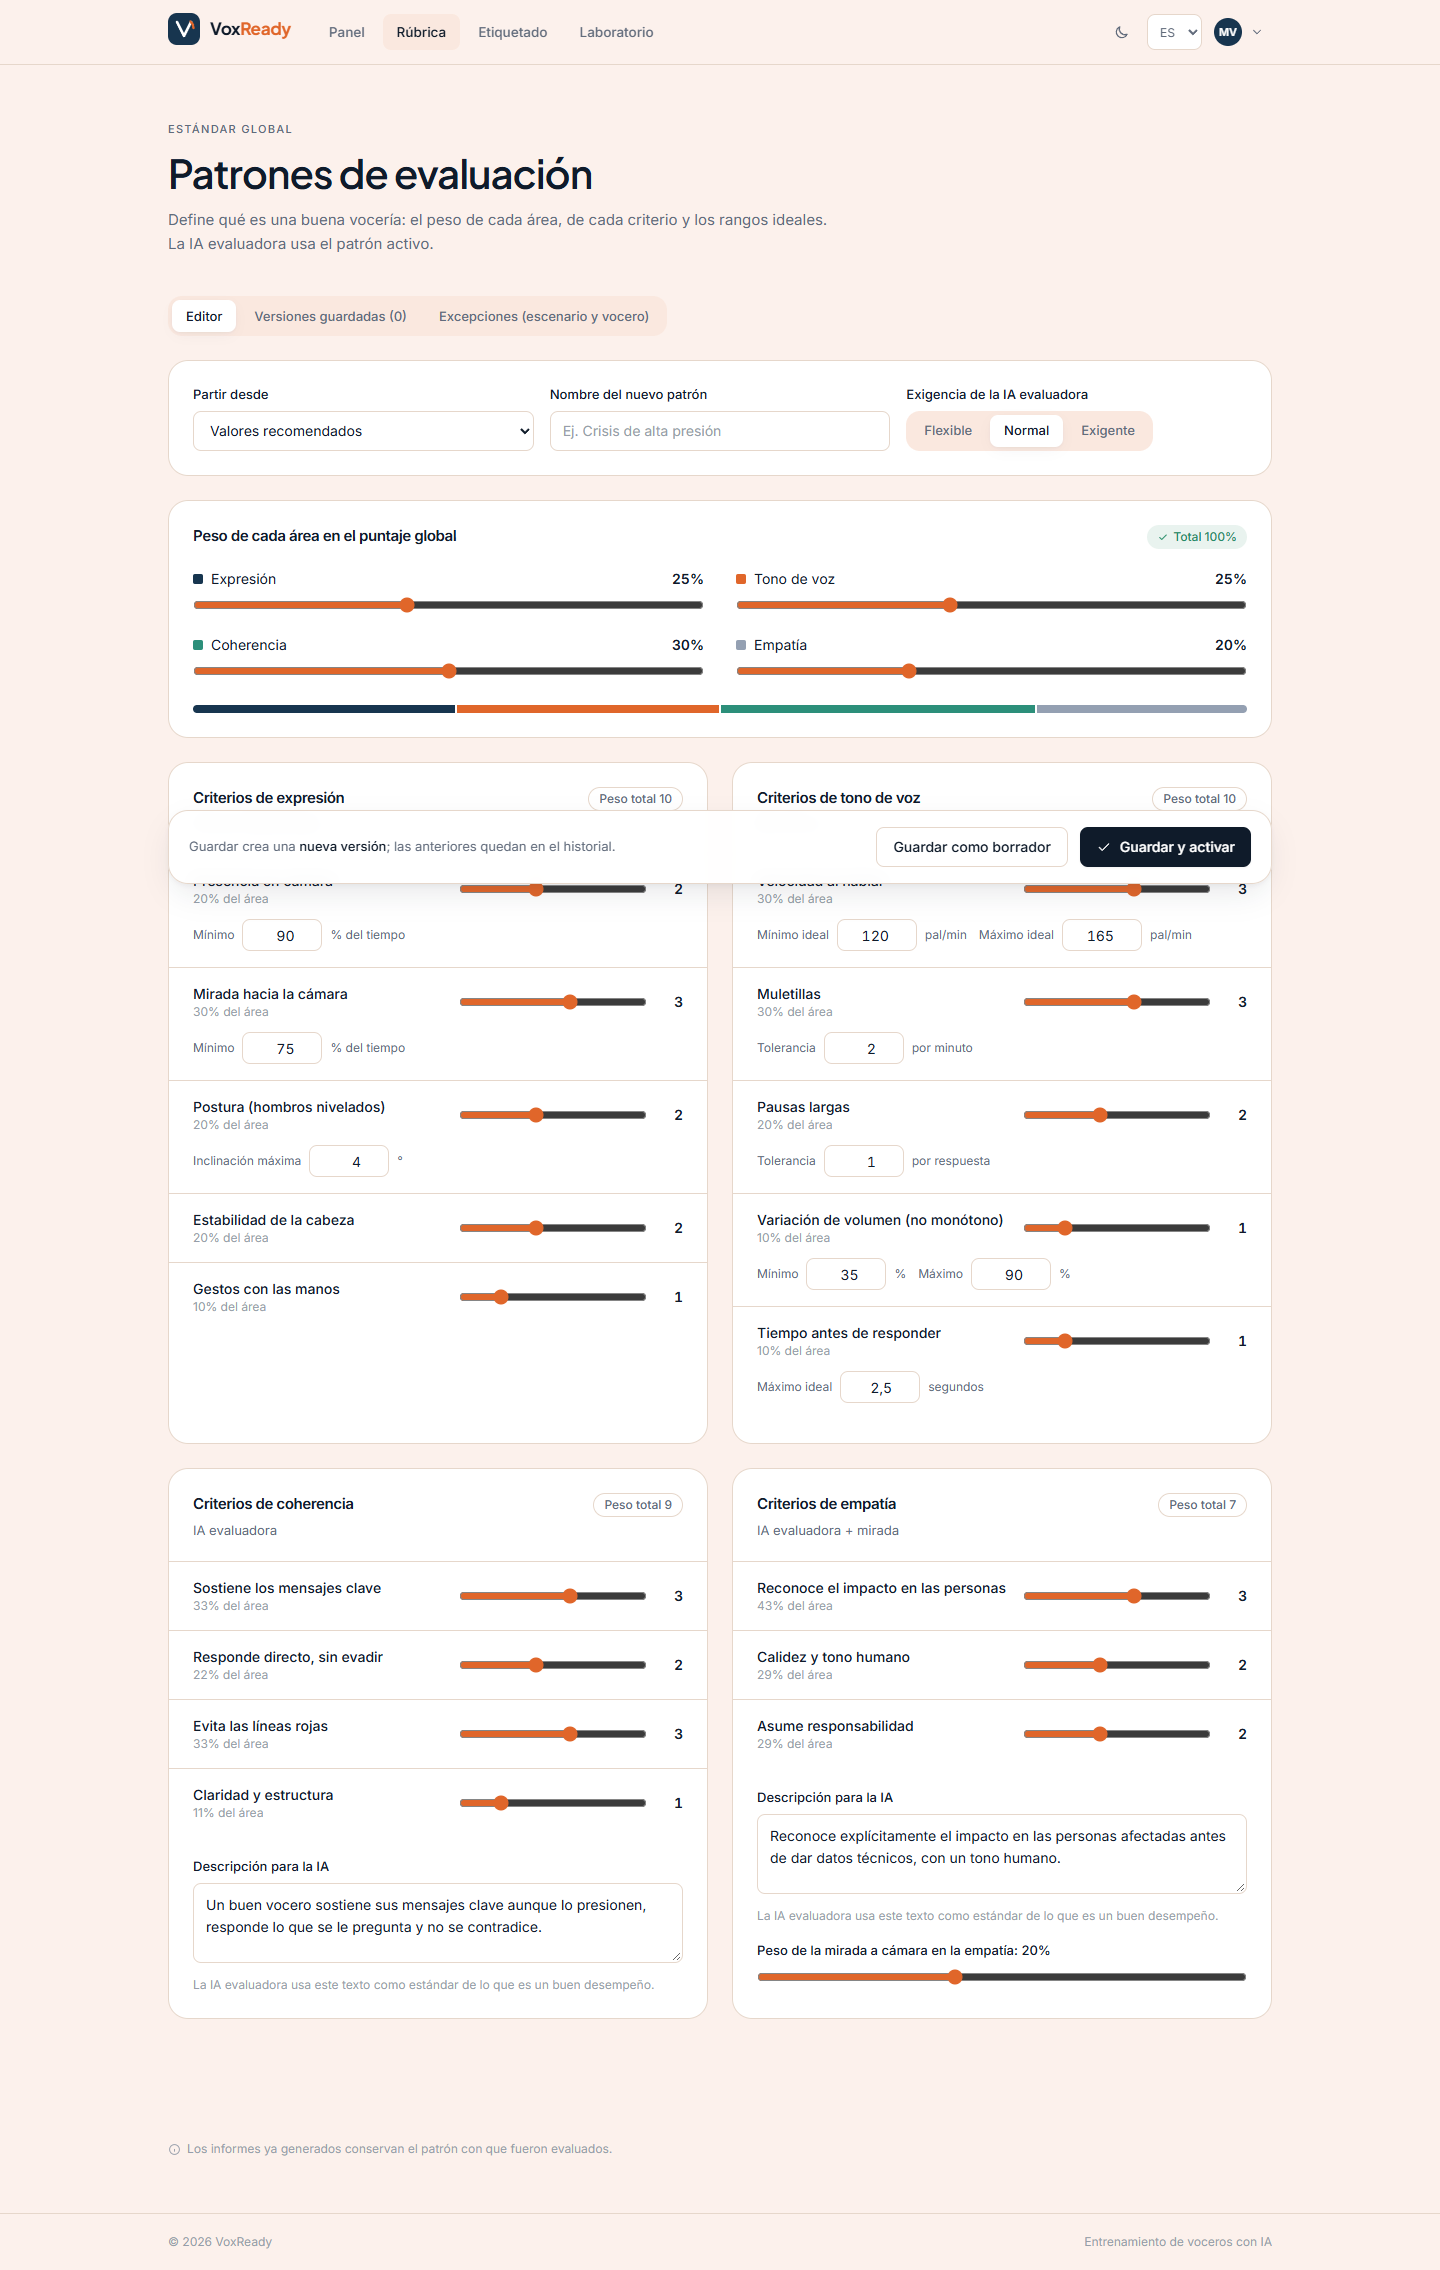 VoxReady
Panel
Rúbrica
Etiquetado
Laboratorio
ES
MV
ESTÁNDAR GLOBAL
Patrones de evaluación
Define qué es una buena vocería: el peso de cada área, de cada criterio y los rangos ideales.
La IA evaluadora usa el patrón activo.
Editor
Versiones guardadas (0)
Excepciones (escenario y vocero)
Partir desde
Valores recomendados
Nombre del nuevo patrón
Ej. Crisis de alta presión
Exigencia de la IA evaluadora
Flexible
Normal
Exigente
Peso de cada área en el puntaje global
Total 100%
Expresión 25%
Tono de voz 25%
Coherencia 30%
Empatía 20%
Criterios de expresión
Peso total 10
Criterios de tono de voz
Peso total 10
Guardar crea una nueva versión; las anteriores quedan en el historial.
Guardar como borrador
Guardar y activar
2
20% del área
Mínimo 90 % del tiempo
Mirada hacia la cámara 3
30% del área
Mínimo 75 % del tiempo
Postura (hombros nivelados) 2
20% del área
Inclinación máxima 4 °
Estabilidad de la cabeza 2
20% del área
Gestos con las manos 1
10% del área
3
30% del área
Mínimo ideal 120 pal/min Máximo ideal 165 pal/min
Muletillas 3
30% del área
Tolerancia 2 por minuto
Pausas largas 2
20% del área
Tolerancia 1 por respuesta
Variación de volumen (no monótono) 1
10% del área
Mínimo 35 % Máximo 90 %
Tiempo antes de responder 1
10% del área
Máximo ideal 2,5 segundos
Criterios de coherencia
Peso total 9
IA evaluadora
Sostiene los mensajes clave 3
33% del área
Responde directo, sin evadir 2
22% del área
Evita las líneas rojas 3
33% del área
Claridad y estructura 1
11% del área
Descripción para la IA
Un buen vocero sostiene sus mensajes clave aunque lo presionen,
responde lo que se le pregunta y no se contradice.
La IA evaluadora usa este texto como estándar de lo que es un buen desempeño.
Criterios de empatía
Peso total 7
IA evaluadora + mirada
Reconoce el impacto en las personas 3
43% del área
Calidez y tono humano 2
29% del área
Asume responsabilidad 2
29% del área
Descripción para la IA
Reconoce explícitamente el impacto en las personas afectadas antes
de dar datos técnicos, con un tono humano.
La IA evaluadora usa este texto como estándar de lo que es un buen desempeño.
Peso de la mirada a cámara en la empatía: 20%
Los informes ya generados conservan el patrón con que fueron evaluados.
© 2026 VoxReady
Entrenamiento de voceros con IA